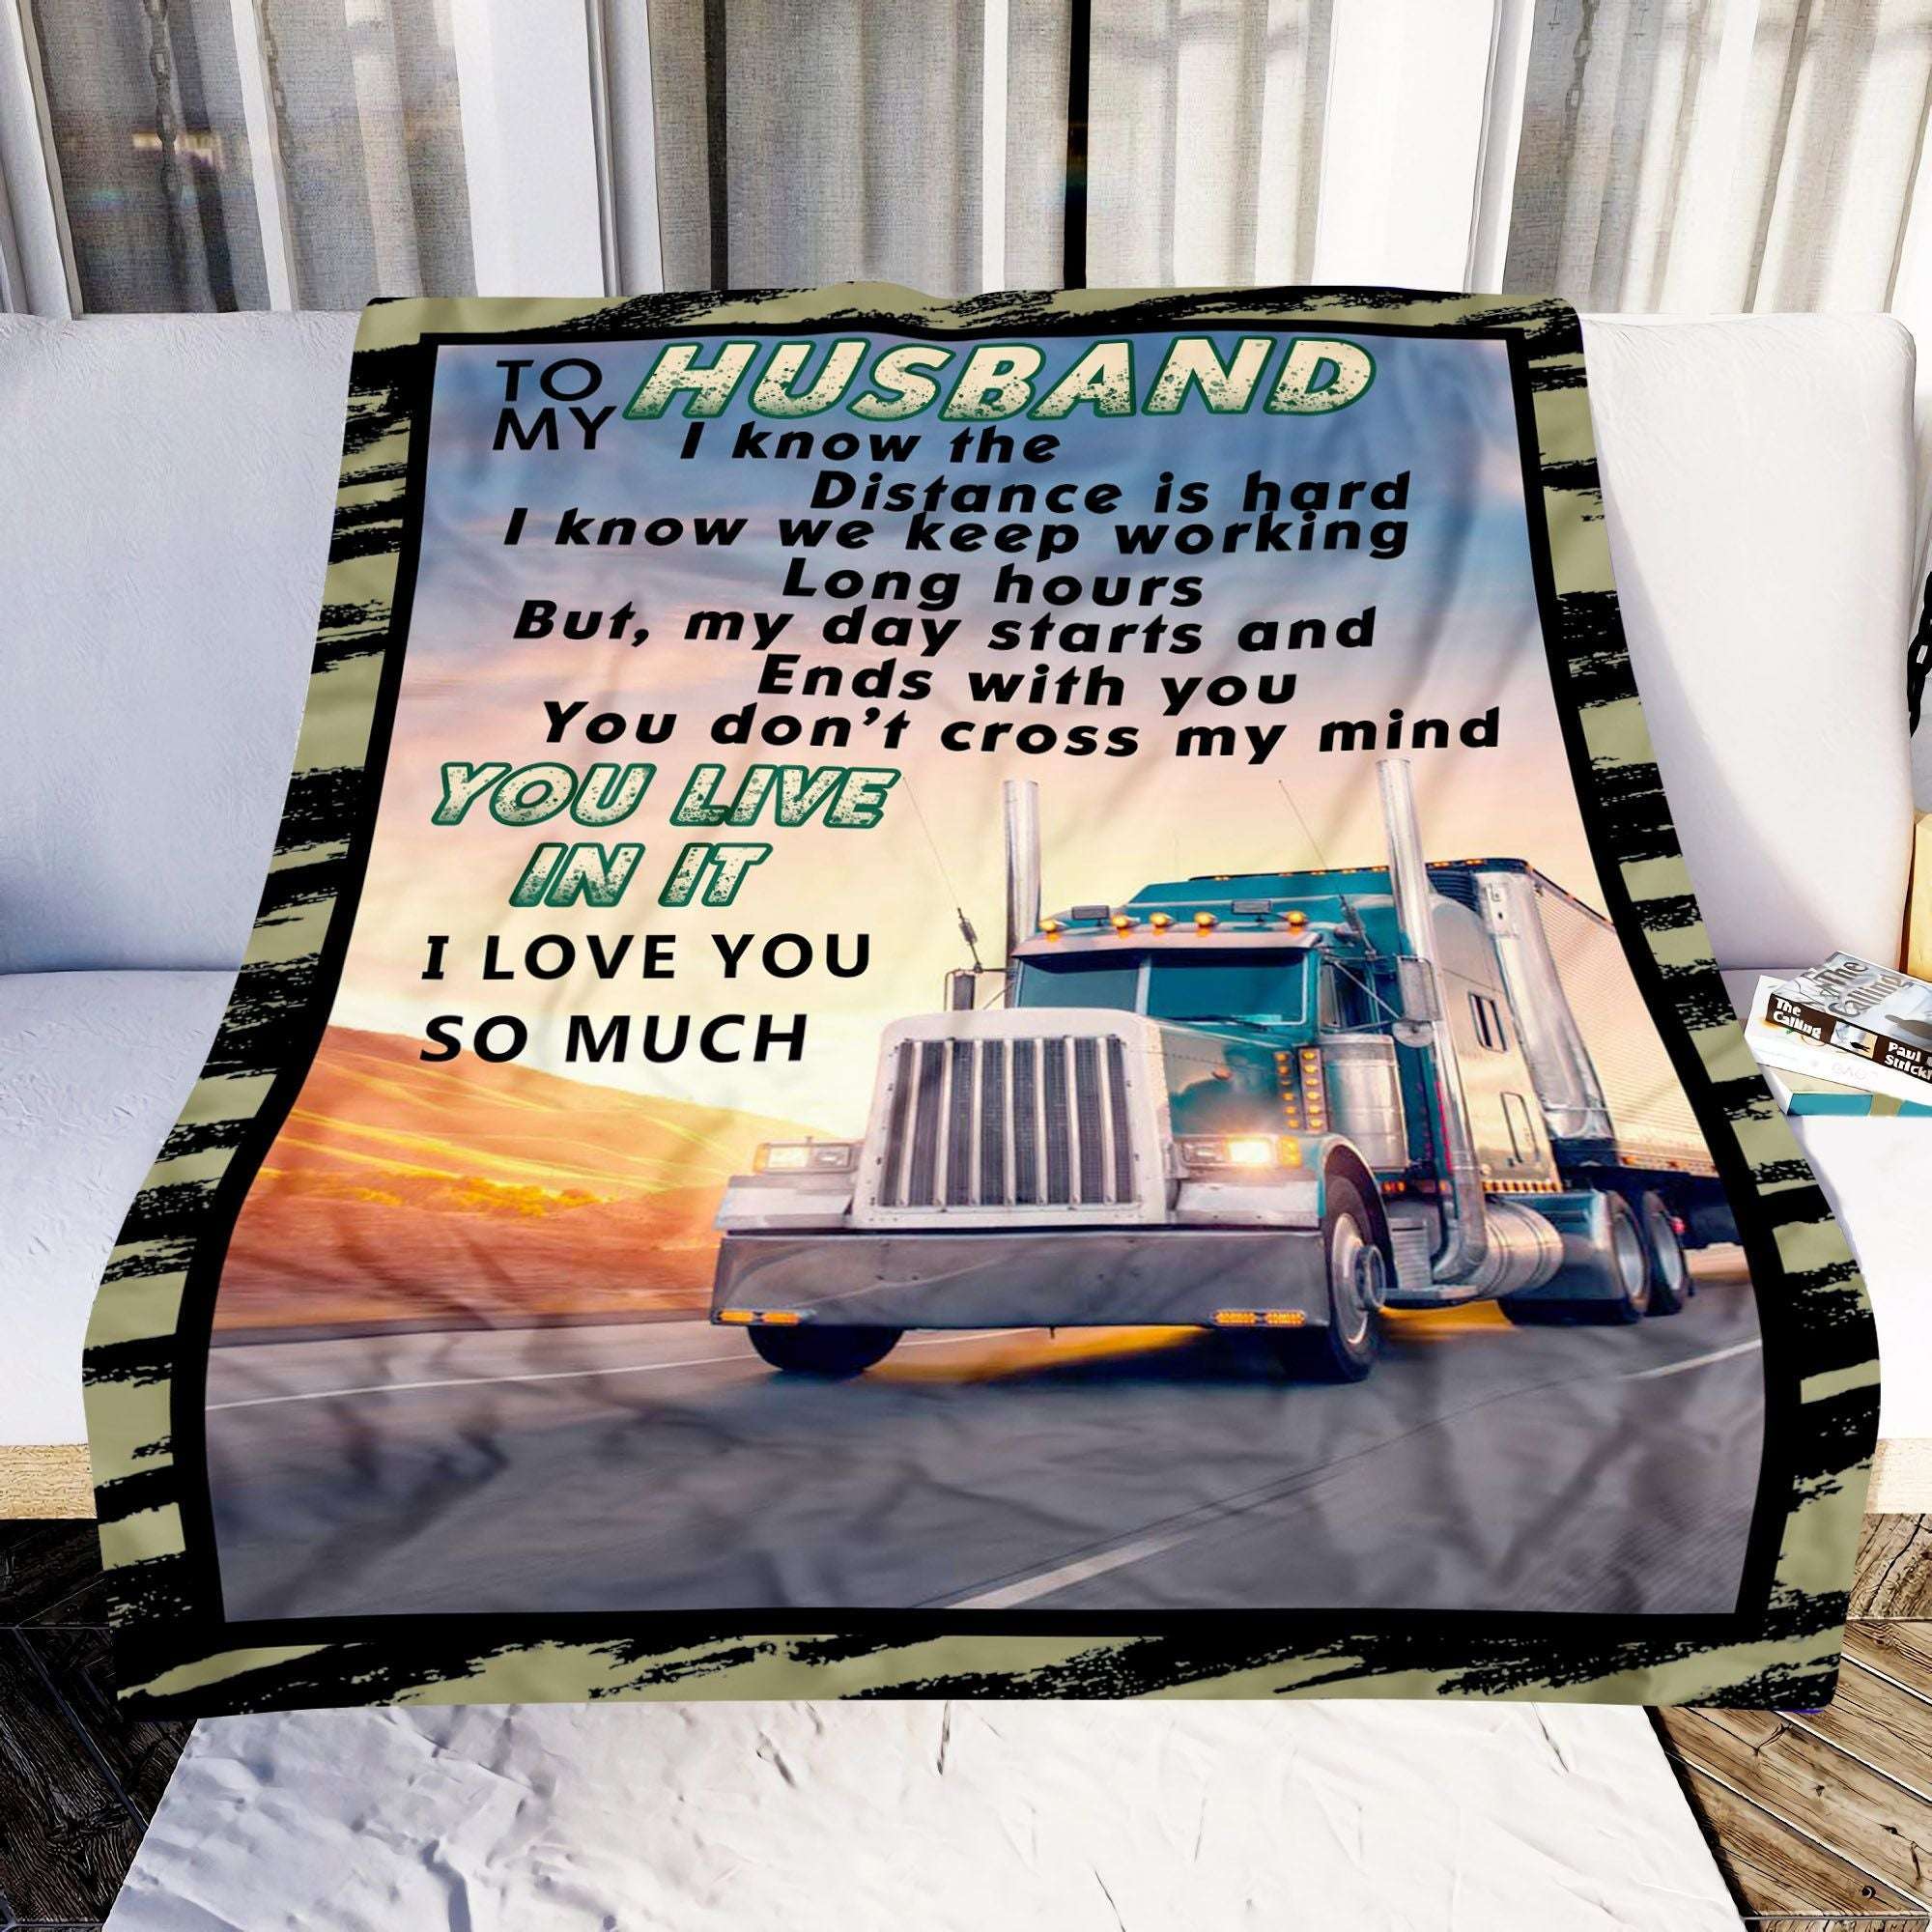 TO MY HUSBAND
I know the
Distance is hard
I know we keep working
Long hours
But, my day starts and
Ends with you
You don't cross my mind
YOU LIVE
IN IT
I LOVE YOU
SO MUCH
The
Calling
The
Calling
Paul